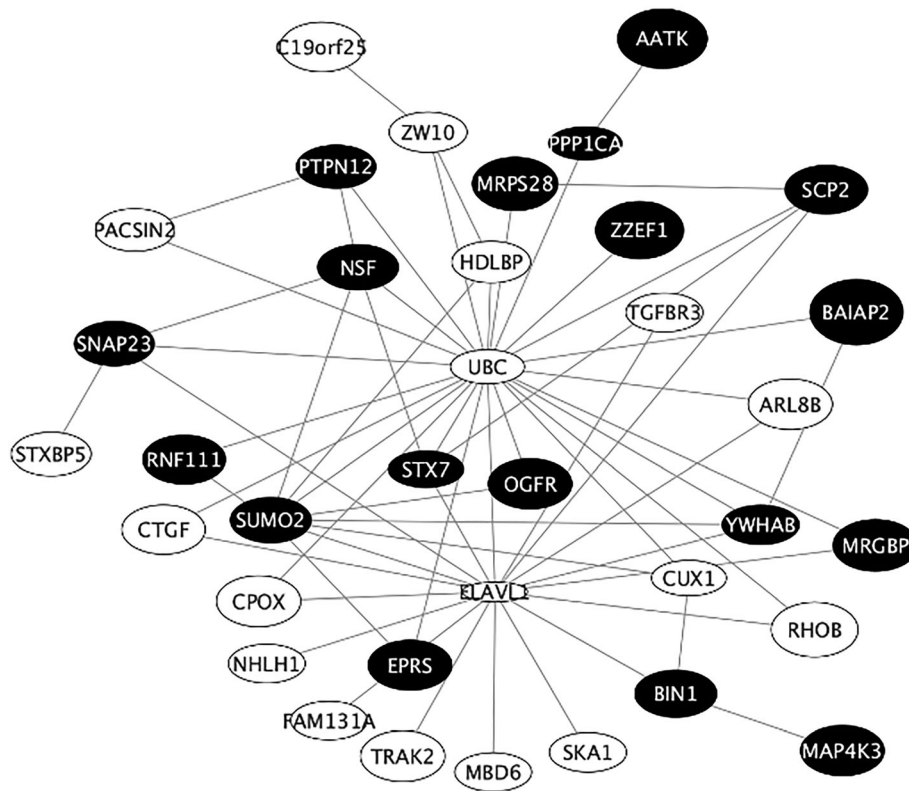 C19orf25
AATK
ZW10
PPP1CA
PTPN12
MRPS28
SCP2
PACSIN2
ZZEF1
NSF
HDLBP
TGFBR3
BAIAP2
SNAP23
UBC
ARL8B
STXBP5
RNF111
STX7
OGFR
SUMO2
YWHAB
CTGF
MRGBP
CUX1
ELAVL1
CPOX
RHOB
NHLH1
EPRS
BIN1
FAM131A
TRAK2
MBD6
SKA1
MAP4K3